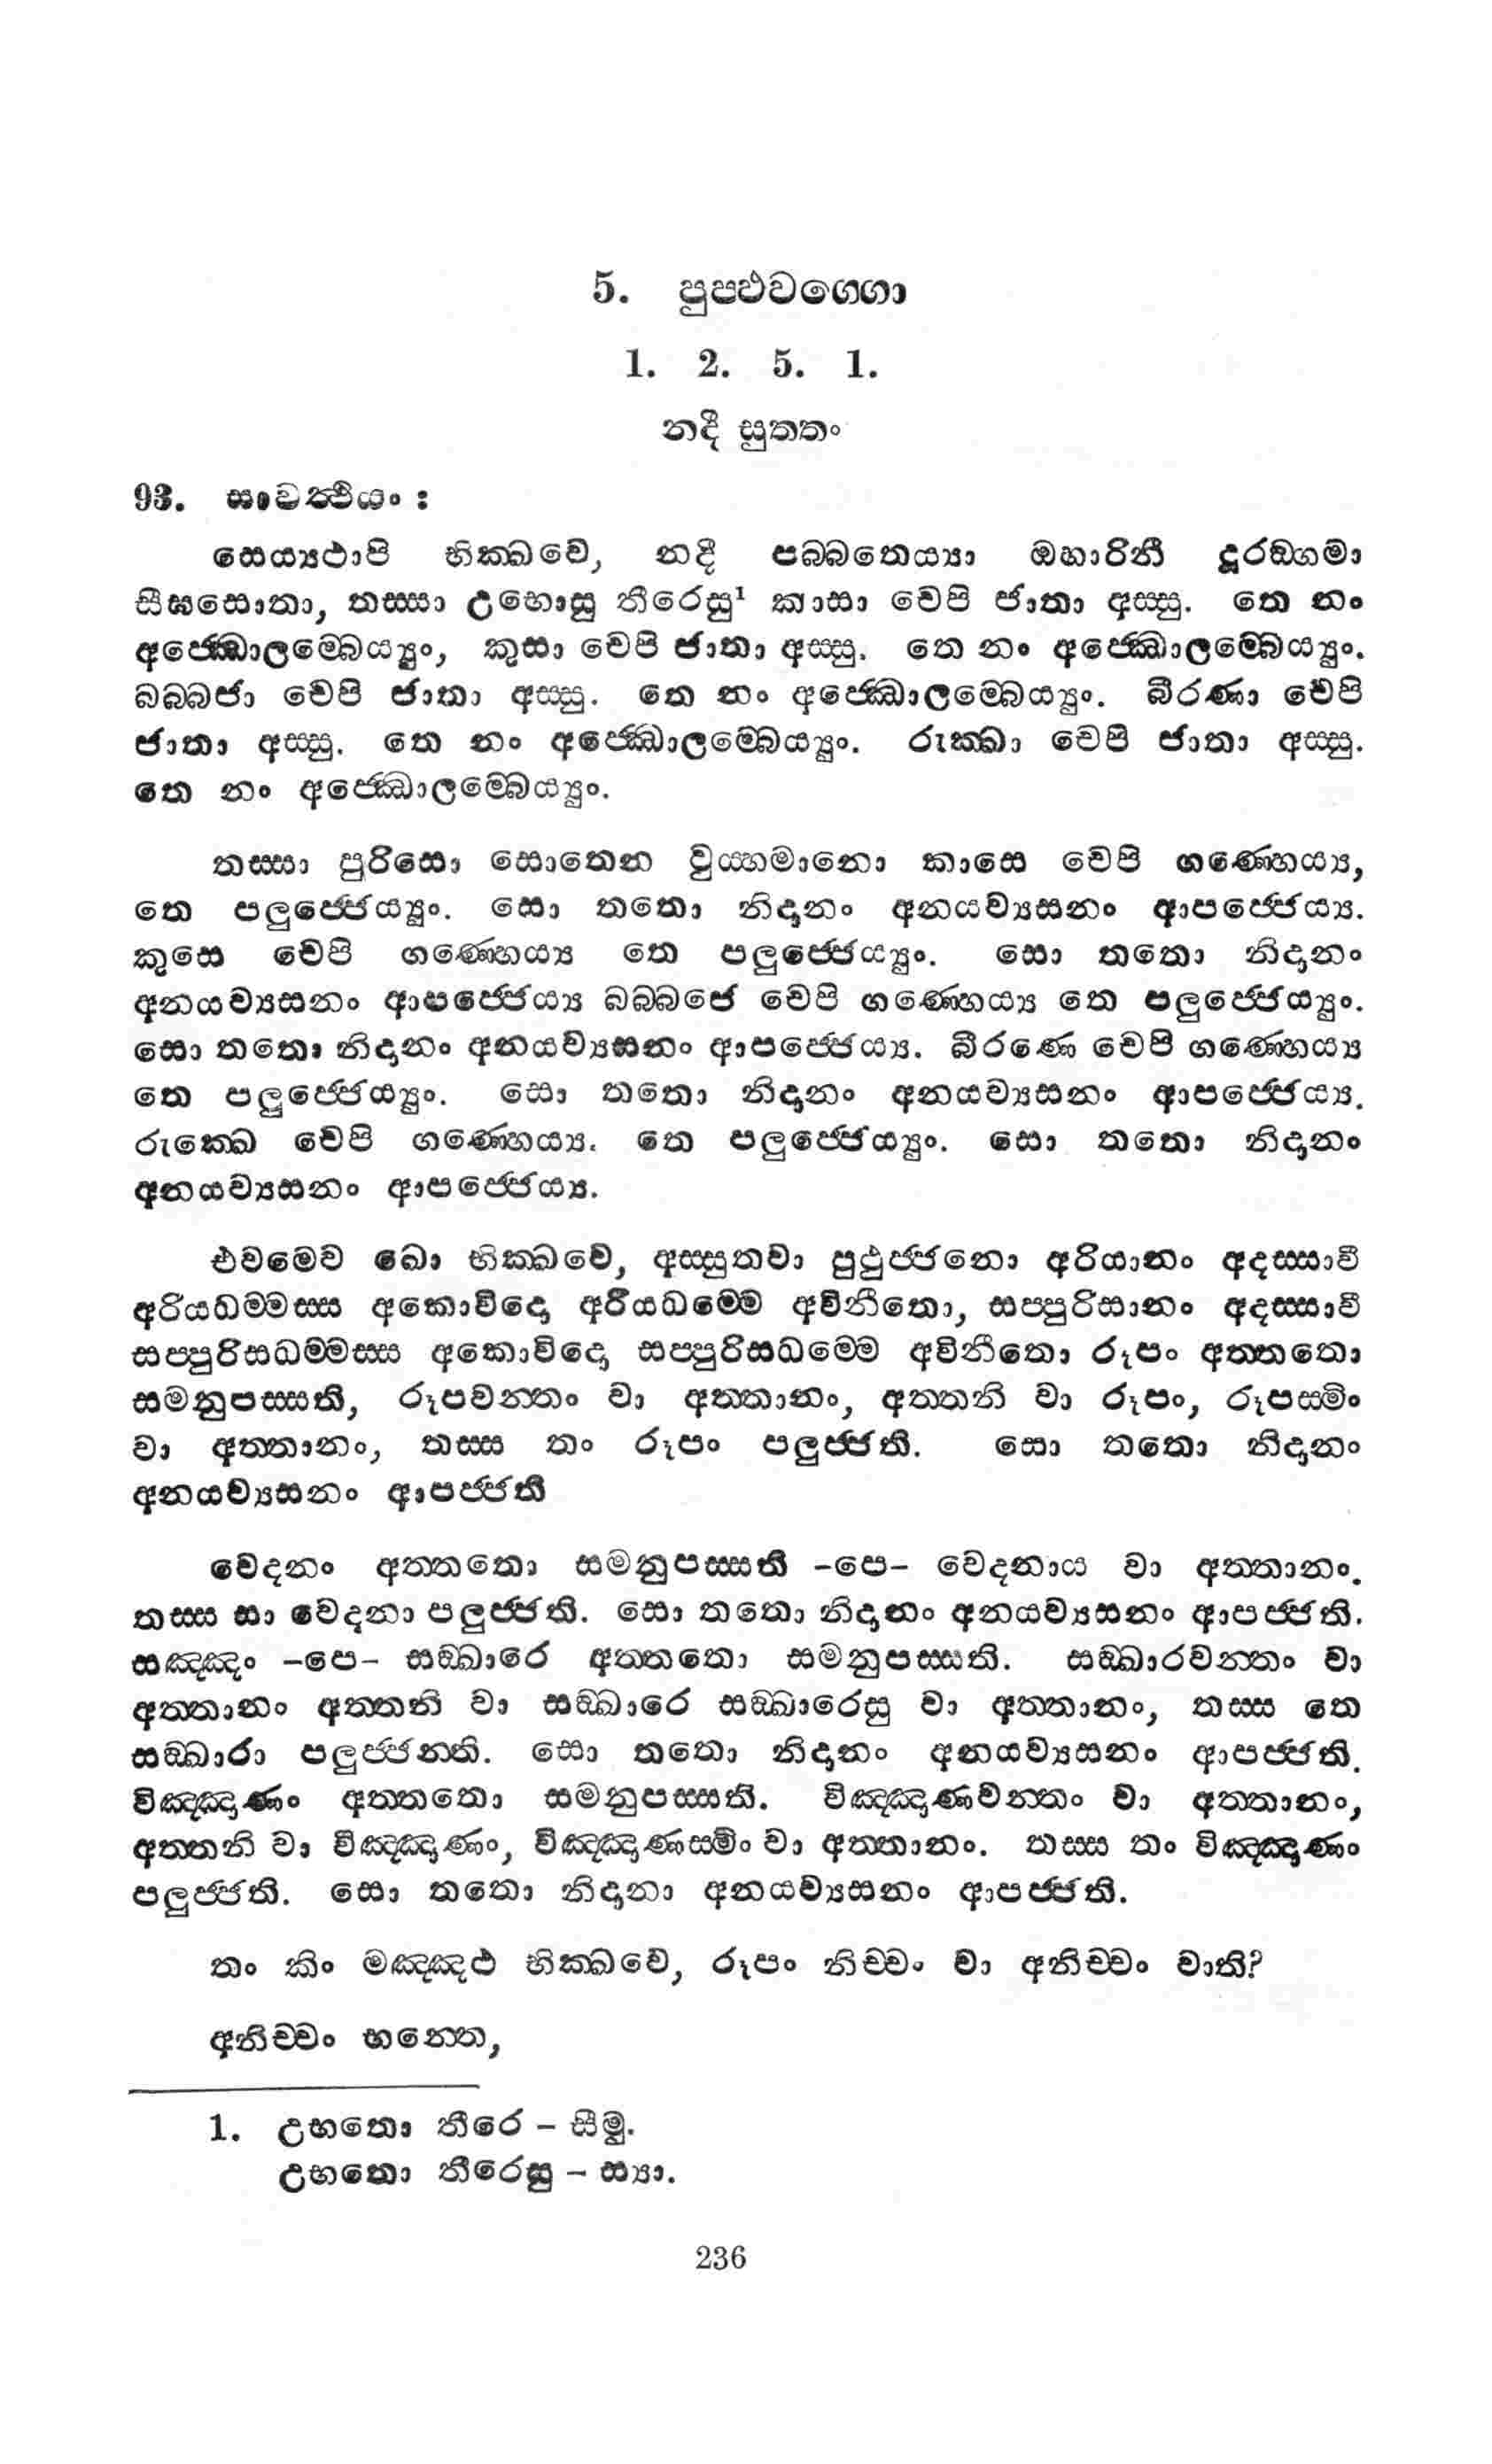 5. පුප්ඵවග්ගො
1. 2. 5. 1.
නදී සුත්තං
93. සාවත්ථියං :
සෙය්‍යථාපි භික්ඛවෙ, නදී පබ්බතෙය්‍යා ඔහාරිනී දූරඞ්ගමා
සීඝසොතා, තස්සා උභොසු තීරෙසු¹ කාසා චෙපි ජාතා අස්සු. තෙ නං
අජ්ඣොලම්බෙය්‍යුං, කුසා චෙපි ජාතා අස්සු. තෙ නං අජ්ඣොලම්බෙය්‍යුං.
බබ්බජා චෙපි ජාතා අස්සු. තෙ නං අජ්ඣොලම්බෙය්‍යුං. බීරණා චෙපි
ජාතා අස්සු. තෙ නං අජ්ඣොලම්බෙය්‍යුං. රුක්ඛා චෙපි ජාතා අස්සු.
තෙ නං අජ්ඣොලම්බෙය්‍යුං.
තස්සා පුරිසො සොතෙන වුය්හමානො කාසෙ චෙපි ගණ්හෙය්‍ය,
තෙ පලුජ්ජෙය්‍යුං. සො තතො නිදානං අනයව්‍යසනං ආපජ්ජෙය්‍ය.
කුසෙ චෙපි ගණ්හෙය්‍ය තෙ පලුජ්ජෙය්‍යුං. සො තතො නිදානං
අනයව්‍යසනං ආපජ්ජෙය්‍ය බබ්බජෙ චෙපි ගණ්හෙය්‍ය තෙ පලුජ්ජෙය්‍යුං.
සො තතො නිදානං අනයව්‍යසනං ආපජ්ජෙය්‍ය. බීරණෙ චෙපි ගණ්හෙය්‍ය
තෙ පලුජ්ජෙය්‍යුං. සො තතො නිදානං අනයව්‍යසනං ආපජ්ජෙය්‍ය.
රුක්ඛෙ චෙපි ගණ්හෙය්‍ය. තෙ පලුජ්ජෙය්‍යුං. සො තතො නිදානං
අනයව්‍යසනං ආපජ්ජෙය්‍ය.
එවමෙව ඛො භික්ඛවෙ, අස්සුතවා පුථුජ්ජනො අරියානං අදස්සාවී
අරියධම්මස්ස අකොවිදො අරියධම්මෙ අවිනීතො, සප්පුරිසානං අදස්සාවී
සප්පුරිසධම්මස්ස අකොවිදො සප්පුරිසධම්මෙ අවිනීතො රූපං අත්තතො
සමනුපස්සති, රූපවන්තං වා අත්තානං, අත්තනි වා රූපං, රූපස්මිං
වා අත්තානං, තස්ස තං රූපං පලුජ්ජති. සො තතො නිදානං
අනයව්‍යසනං ආපජ්ජති
වෙදනං අත්තතො සමනුපස්සති -පෙ- වෙදනාය වා අත්තානං.
තස්ස සා වෙදනා පලුජ්ජති. සො තතො නිදානං අනයව්‍යසනං ආපජ්ජති.
සඤ්ඤං -පෙ- සඞ්ඛාරෙ අත්තතො සමනුපස්සති. සඞ්ඛාරවන්තං වා
අත්තානං අත්තනි වා සඞ්ඛාරෙ සඞ්ඛාරෙසු වා අත්තානං, තස්ස තෙ
සඞ්ඛාරා පලුජ්ජන්ති. සො තතො නිදානං අනයව්‍යසනං ආපජ්ජති.
විඤ්ඤාණං අත්තතො සමනුපස්සති. විඤ්ඤාණවන්තං වා අත්තානං,
අත්තනි වා විඤ්ඤාණං, විඤ්ඤාණස්මිං වා අත්තානං. තස්ස තං විඤ්ඤාණං
පලුජ්ජති. සො තතො නිදානා අනයව්‍යසනං ආපජ්ජති.
තං කිං මඤ්ඤථ භික්ඛවෙ, රූපං නිච්චං වා අනිච්චං වාති?
අනිච්චං භන්තෙ,
1. උභතො තීරෙ - සීමු.
උභතො තීරෙසු - ස්‍යා.
236